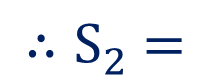 ∴ S₂ =